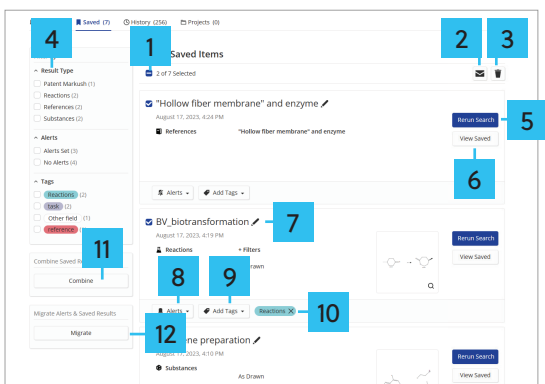 Saved (7) History (256) Projects (0)
4
1
2
3
Saved Items
2 of 7 Selected
Result Type
Patent Markush (1)
Reactions (2)
References (2)
Substances (2)
Alerts
Alerts Set (3)
No Alerts (4)
Tags
Reactions (2)
task (2)
Other field (1)
reference
11
Combine Saved
Combine
Migrate Alerts & Saved Results
Migrate
12
"Hollow fiber membrane" and enzyme
August 17, 2023, 4:24 PM
References "Hollow fiber membrane" and enzyme
Rerun Search
5
View Saved
6
Alerts Add Tags
BV_biotransformation
7
August 17, 2023, 4:19 PM
Reactions + Filters
Rerun Search
View Saved
8
9
Alerts Add Tags Reactions X
10
preparation
August 17, 2023, 4:10 PM
Substances
As Drawn
Rerun Search
View Saved